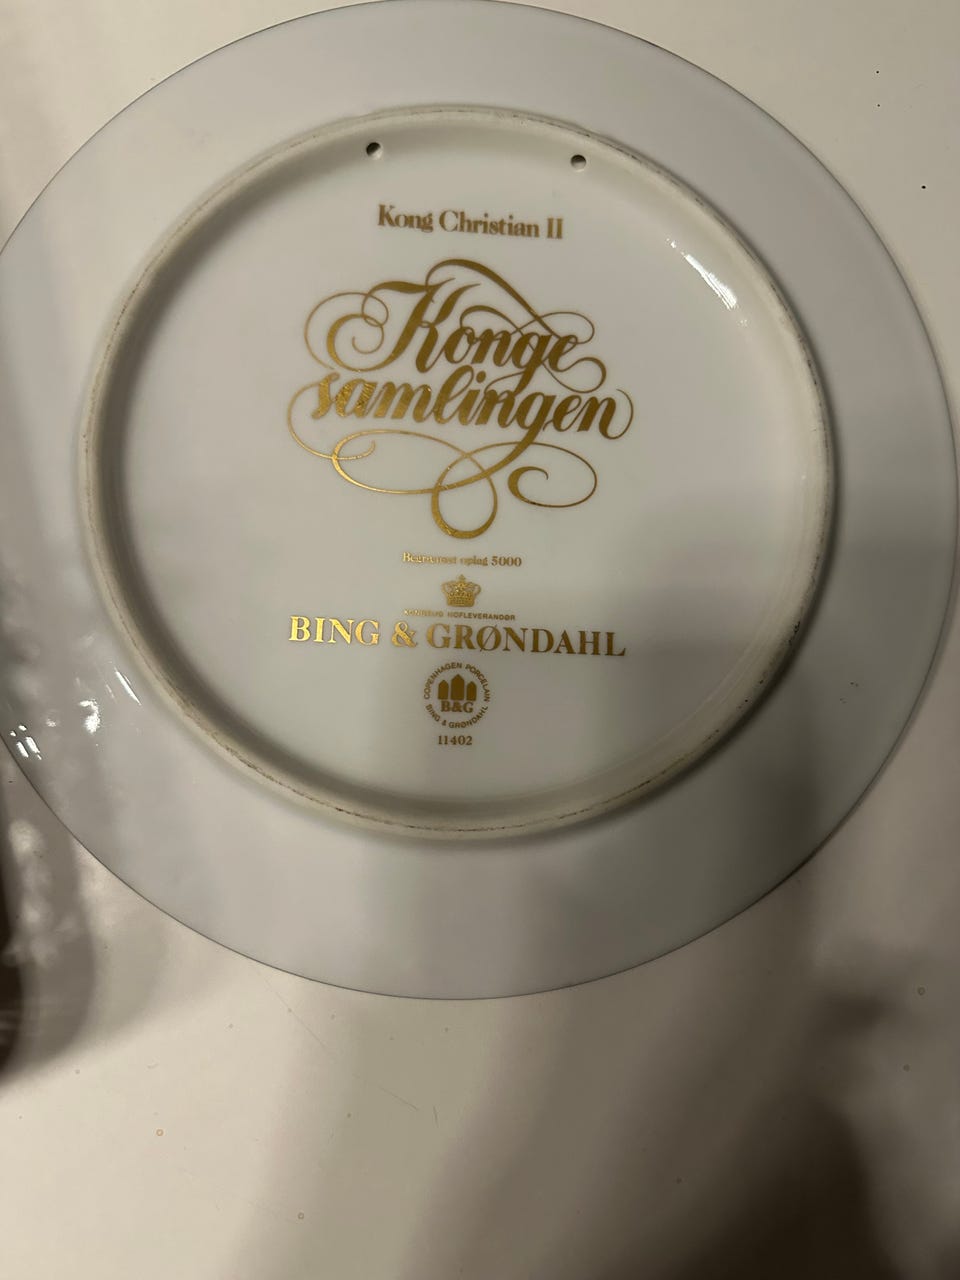 Kong Christian II
Konge
samlingen
Begrænset oplag 5000
KONGELIG HOFLEVERANDØR
BING & GRØNDAHL
COPENHAGEN PORCELAIN
B&G
BING & GRØNDAHL
11402